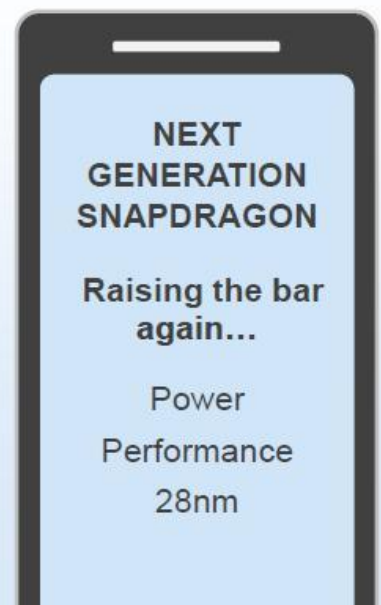 NEXT
GENERATION
SNAPDRAGON
Raising the bar
again...
Power
Performance
28nm